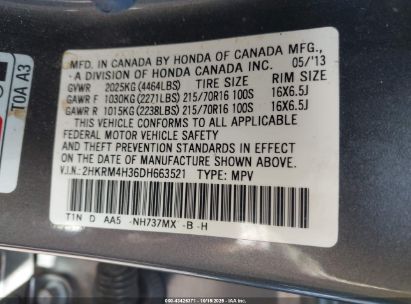 MFD. IN CANADA BY HONDA OF CANADA MFG.,
- A DIVISION OF HONDA CANADA INC. 05/'13
GVWR 2025KG (4464LBS) TIRE SIZE RIM SIZE
GAWR F 1030KG (2271LBS) 215/70R16 100S 16X6.5J
GAWR R 1015KG (2238LBS) 215/70R16 100S 16X6.5J
THIS VEHICLE CONFORMS TO ALL APPLICABLE
FEDERAL MOTOR VEHICLE SAFETY
AND THEFT PREVENTION STANDARDS IN EFFECT ON
THE DATE OF MANUFACTURE SHOWN ABOVE.
V.I.N.: 2HKRM4H36DH663521 TYPE: MPV
T1N D AA5 -NH737MX -B -H
T0A A3